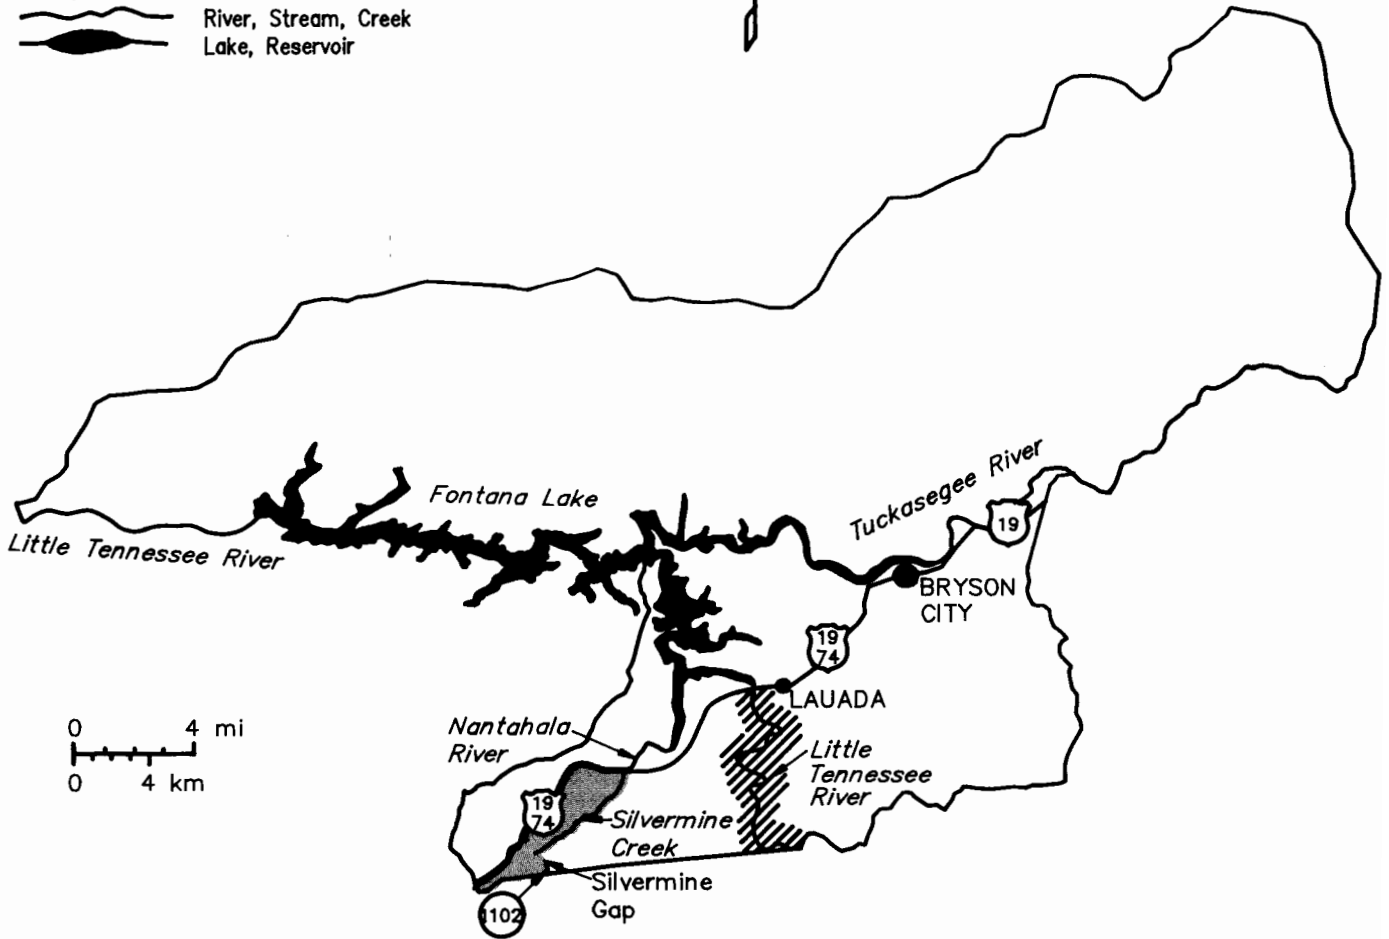 River, Stream, Creek
Lake, Reservoir
Fontana Lake
Tuckasegee River
19
Little Tennessee River
BRYSON
CITY
19
74
LAUADA
0 4 mi
0 4 km
Nantahala
River
Little
Tennessee
River
19
74
Silvermine
Creek
Silvermine
Gap
1102